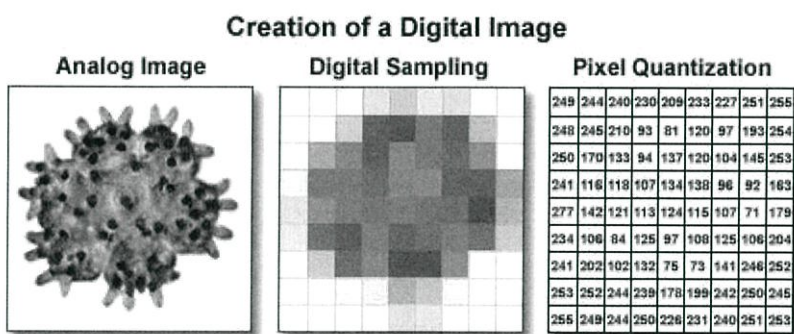 Creation of a Digital Image
Analog Image
Digital Sampling
Pixel Quantization
249 244 240 230 209 233 227 251 255
248 245 210 93 81 120 97 193 254
250 170 133 94 137 120 104 145 253
241 116 118 107 134 138 96 92 163
277 142 121 113 124 115 107 71 179
234 106 84 125 97 108 125 106 204
241 202 102 132 75 73 141 246 252
253 252 244 239 178 199 242 250 245
255 249 244 250 226 231 240 251 253